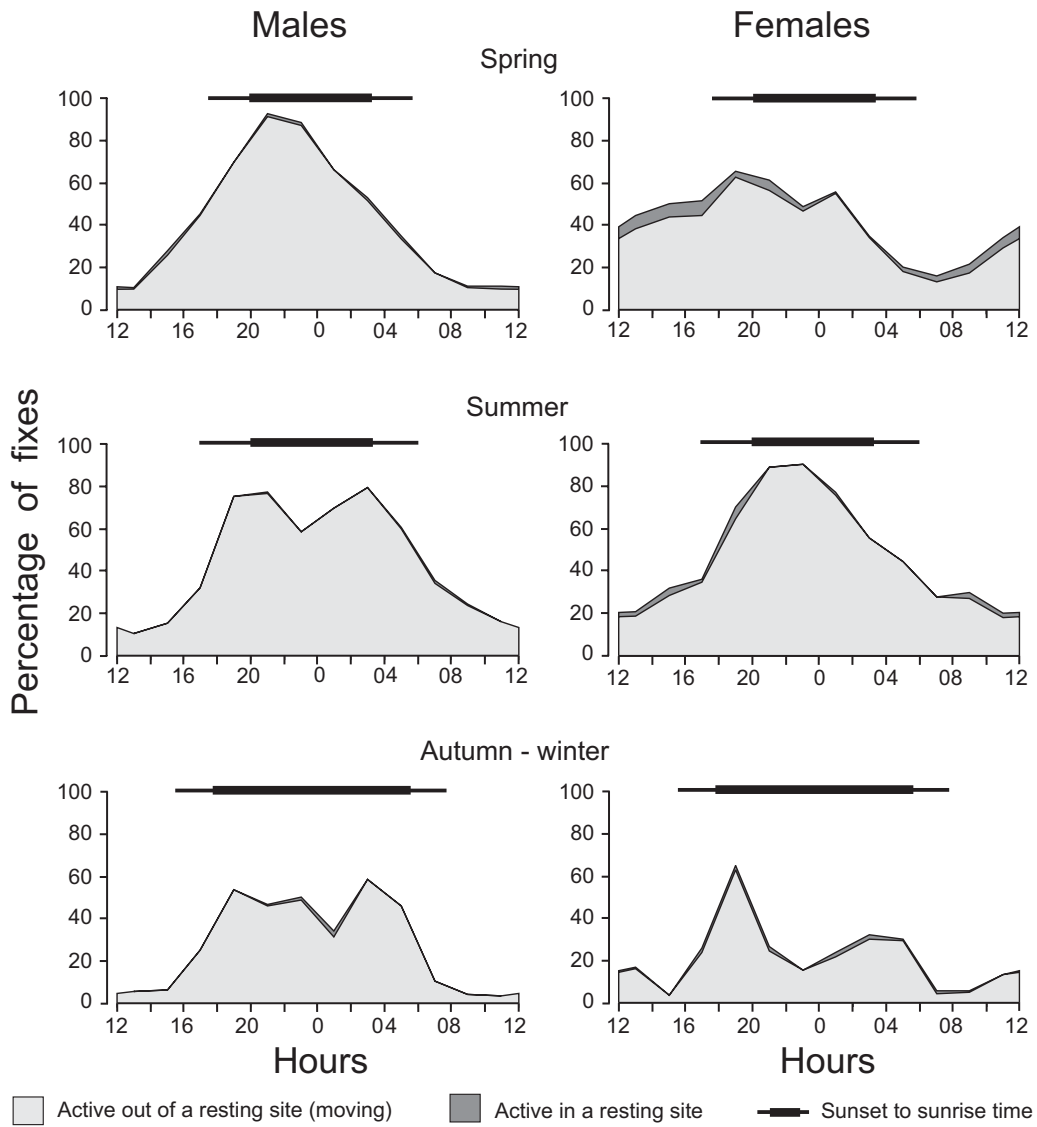 Males Females
Spring
100 100
80 80
60 60
40 40
20 20
0 0
12 16 20 0 04 08 12 12 16 20 0 04 08 12
Summer
100 100
80 80
60 60
40 40
20 20
0 0
12 16 20 0 04 08 12 12 16 20 0 04 08 12
Autumn - winter
100 100
80 80
60 60
40 40
20 20
0 0
12 16 20 0 04 08 12 12 16 20 0 04 08 12
Percentage of fixes
Hours Hours
Active out of a resting site (moving) Active in a resting site Sunset to sunrise time